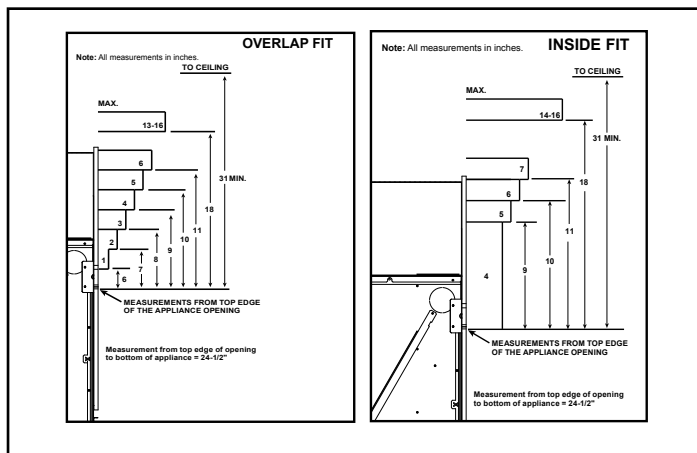 OVERLAP FIT
Note: All measurements in inches.
TO CEILING
MAX.
13-16
6
5
4
3
2
1
6
7
8
9
10
11
18
31 MIN.
MEASUREMENTS FROM TOP EDGE
OF THE APPLIANCE OPENING
Measurement from top edge of opening
to bottom of appliance = 24-1/2"
INSIDE FIT
Note: All measurements in inches.
TO CEILING
MAX.
14-16
7
6
5
4
9
10
11
18
31 MIN.
MEASUREMENTS FROM TOP EDGE
OF THE APPLIANCE OPENING
Measurement from top edge of opening
to bottom of appliance = 24-1/2"